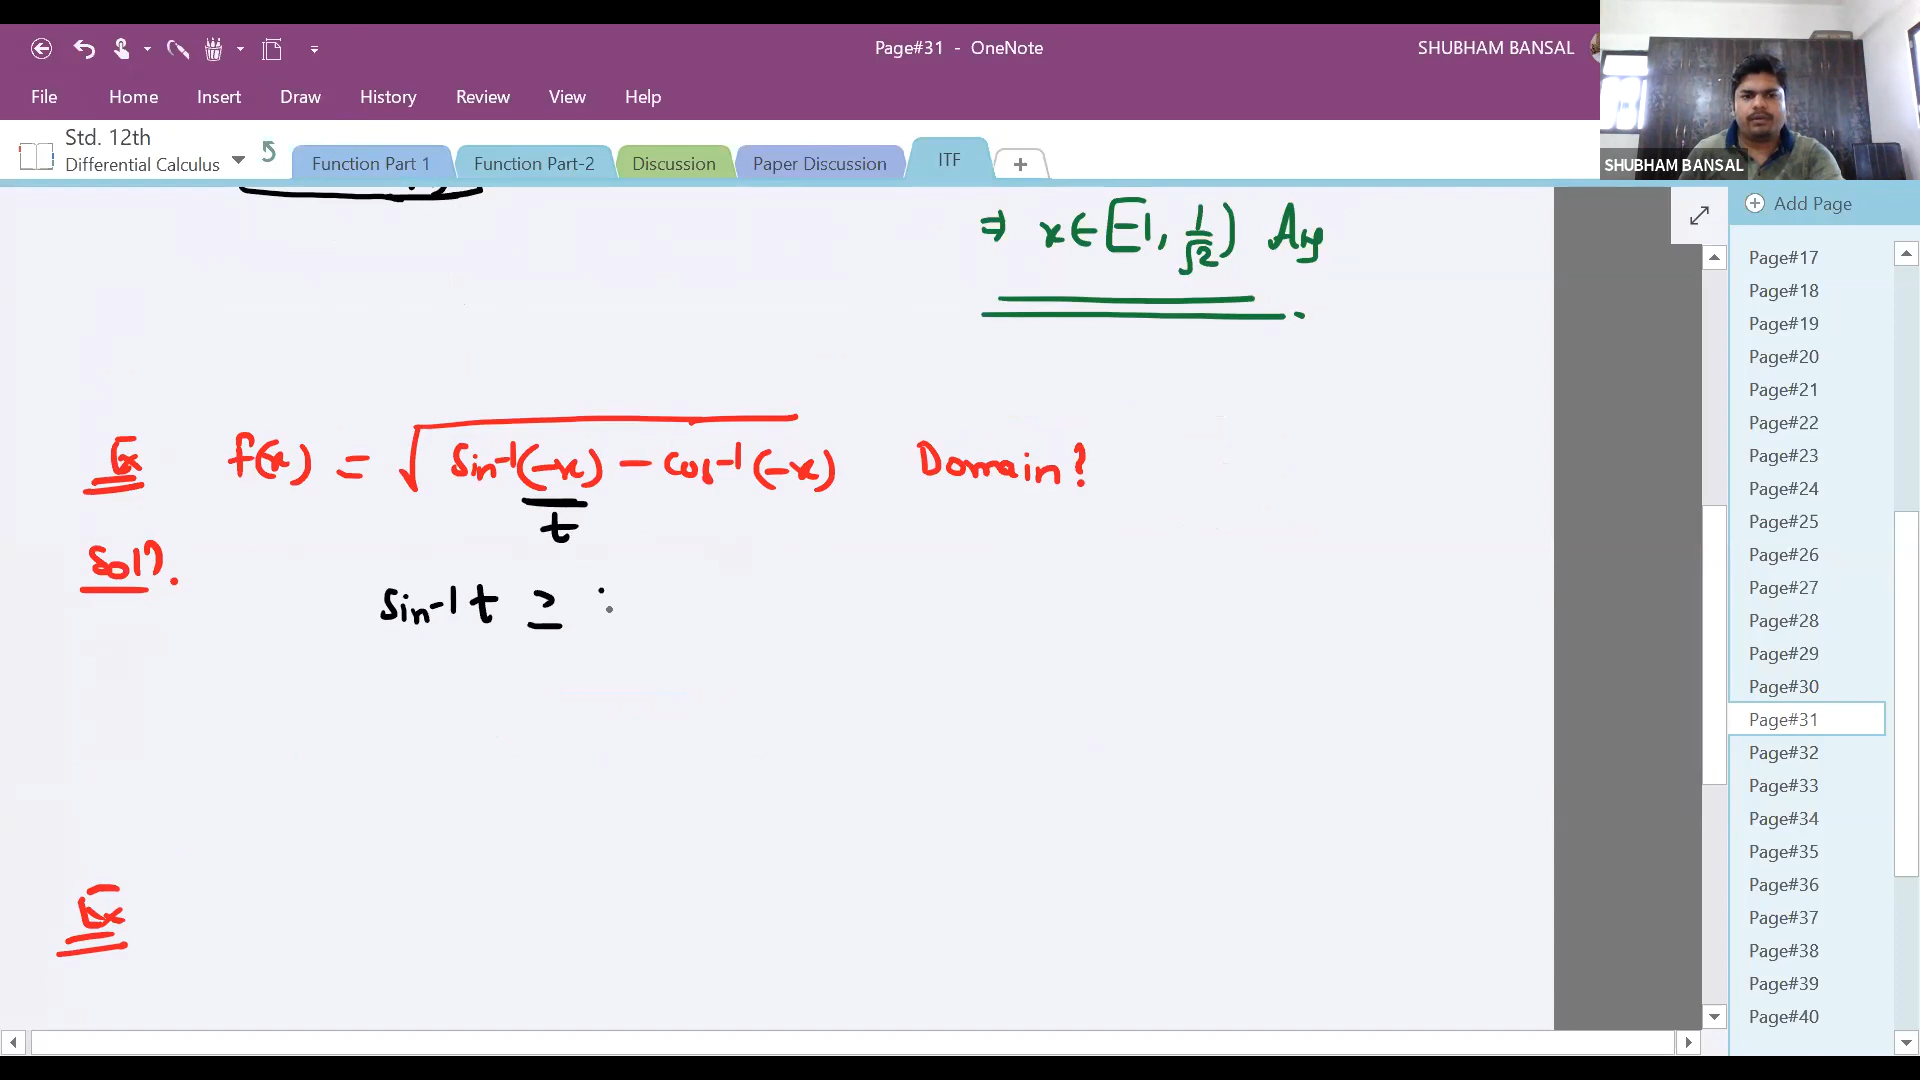 Page#31 - OneNote
SHUBHAM BANSAL
File Home Insert Draw History Review View Help
SHUBHAM BANSAL
Std. 12th
Differential Calculus
Function Part 1
Function Part-2
Discussion
Paper Discussion
ITF
Add Page
⇒ x∈[-1, 1/√2) Ans
Ex f(x) = √sin⁻¹(-x) - cos⁻¹(-x) Domain?
t
Solⁿ.
sin⁻¹ t ≥
Ex
Page#17
Page#18
Page#19
Page#20
Page#21
Page#22
Page#23
Page#24
Page#25
Page#26
Page#27
Page#28
Page#29
Page#30
Page#31
Page#32
Page#33
Page#34
Page#35
Page#36
Page#37
Page#38
Page#39
Page#40